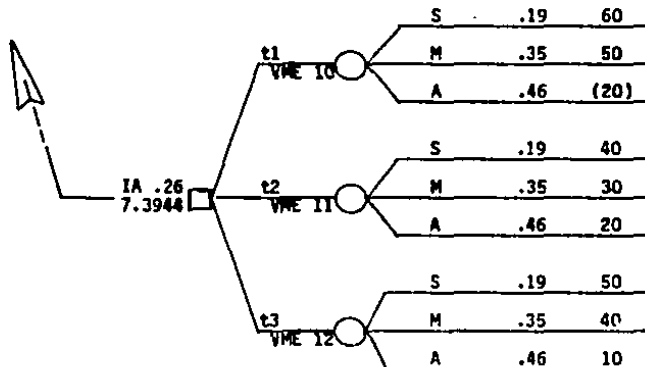 S .19 60
t1 M .35 50
VME 10
A .46 (20)
S .19 40
IA .26 t2 M .35 30
7.3944 VME 11
A .46 20
S .19 50
t3 M .35 40
VME 12
A .46 10